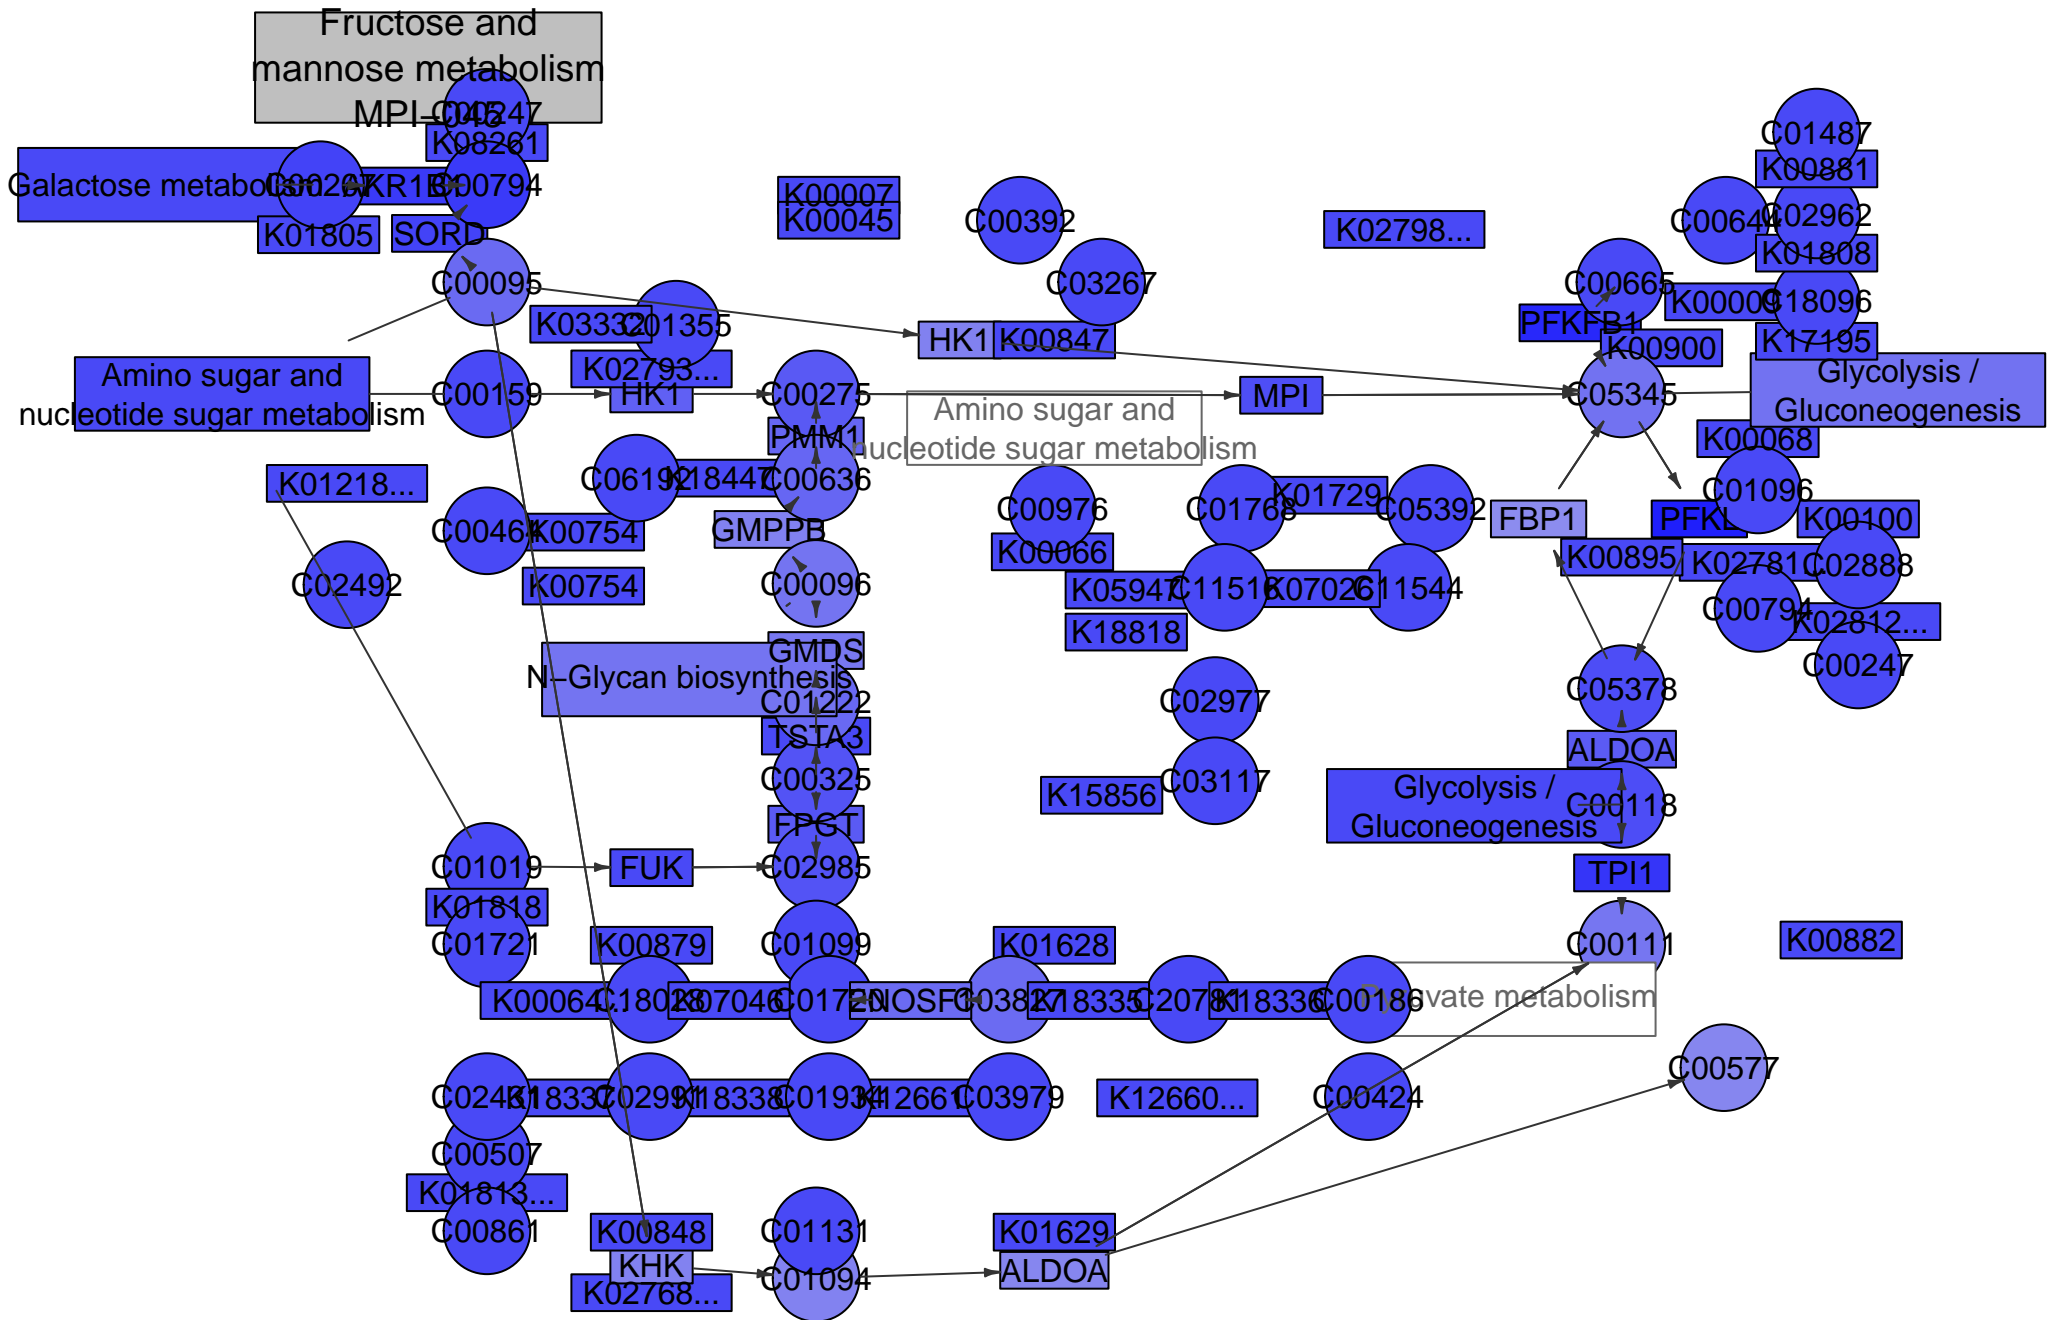 Fructose and
mannose metabolism
MPI-045
C00247
K08261
Galactose metabolism
C00267
AKR1B1
C00794
K01805
SORD
C00095
K00007
K00045
C00392
C03267
K02798...
C01487
K00881
C00644
C02962
K01808
C00665
K00009
C18096
K17195
PFKFB1
K00900
K03332
C01355
K02793...
HK1
K00847
Amino sugar and
nucleotide sugar metabolism
C00159
HK1
C00275
PMM1
Amino sugar and
nucleotide sugar metabolism
MPI
C05345
Glycolysis /
Gluconeogenesis
K01218...
C06192
K18447
C00636
C00464
K00754
GMPPB
C02492
K00754
C00096
C00976
K00066
C01768
K01729
C05392
K05947
C11516
K07026
C11544
K18818
FBP1
PFKL
K00068
C01096
K00100
K00895
K02781
C02888
C00794
K02812...
C00247
GMDS
N-Glycan biosynthesis
C01222
TSTA3
C00325
FPGT
C02977
C03117
K15856
C05378
ALDOA
Glycolysis /
Gluconeogenesis
C00118
TPI1
C01019
FUK
C02985
K01818
C01721
K00879
C01099
K01628
C00111
K00882
K00064...
C18028
K07046
C01720
ENOSF1
C03827
K18335
C20781
K18336
C00186
Pyruvate metabolism
C00577
C02431
K18337
C02991
K18338
C01934
K12661
C03979
K12660...
C00424
C00507
K01813...
C00861
K00848
KHK
K02768...
C01131
C01094
K01629
ALDOA